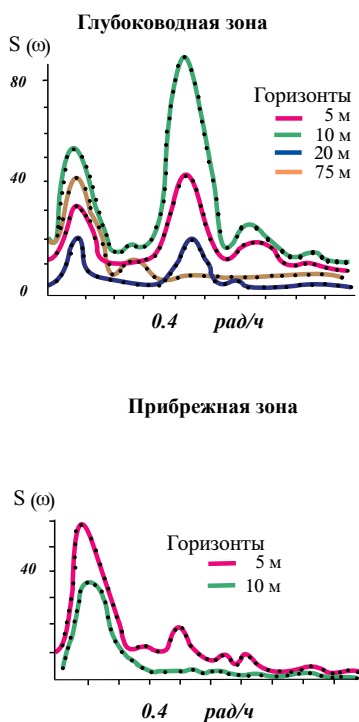 Глубоководная зона
S (ω)
80
40
0
Горизонты
5 м
10 м
20 м
75 м
0.4 рад/ч
Прибрежная зона
S (ω)
40
Горизонты
5 м
10 м
0.4 рад/ч